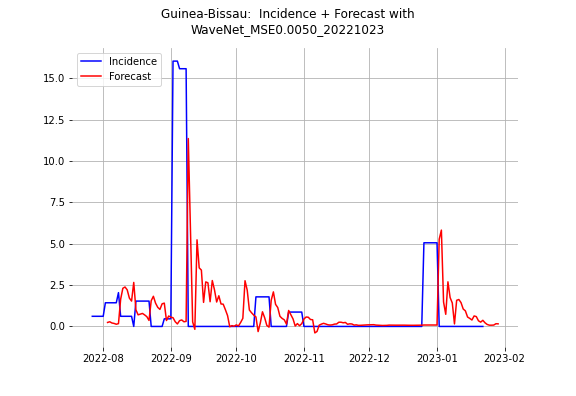 Guinea-Bissau:  Incidence + Forecast with
WaveNet_MSE0.0050_20221023
Incidence
Forecast
15.0
12.5
10.0
7.5
5.0
2.5
0.0
2022-08 2022-09 2022-10 2022-11 2022-12 2023-01 2023-02